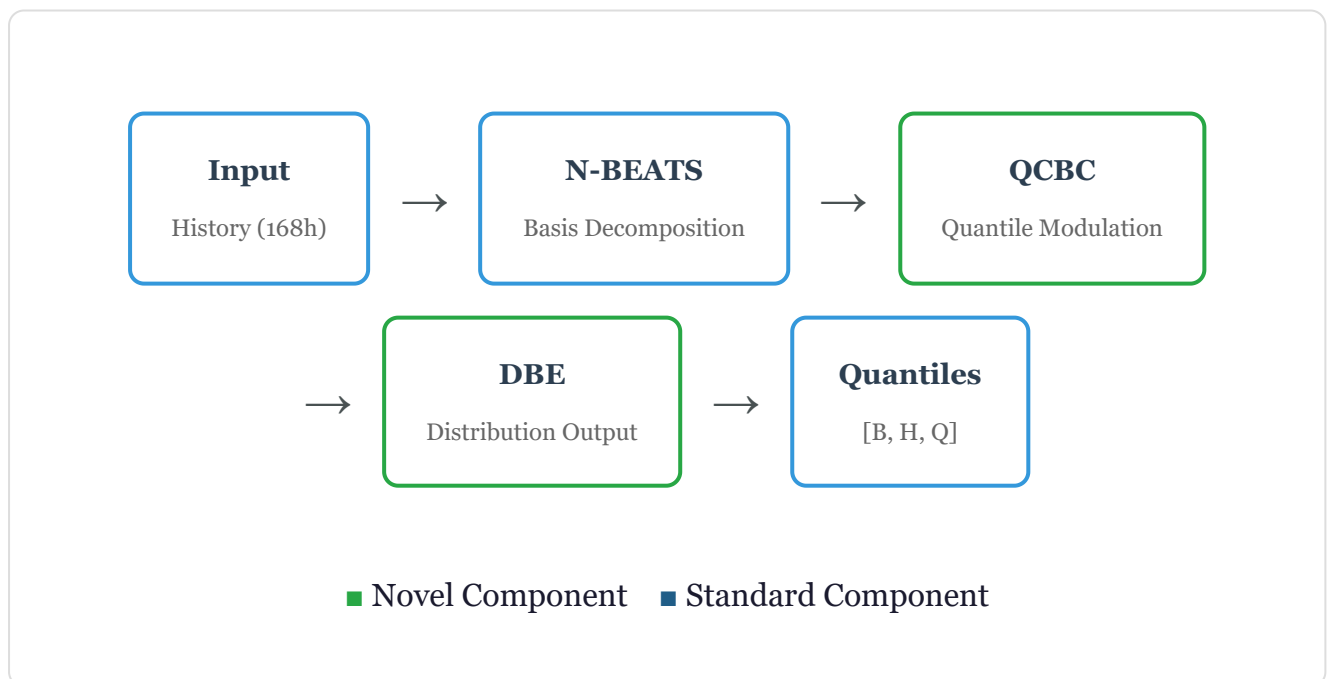 Input
History (168h)
→
N-BEATS
Basis Decomposition
→
QCBC
Quantile Modulation
→
DBE
Distribution Output
→
Quantiles
[B, H, Q]
■ Novel Component ■ Standard Component